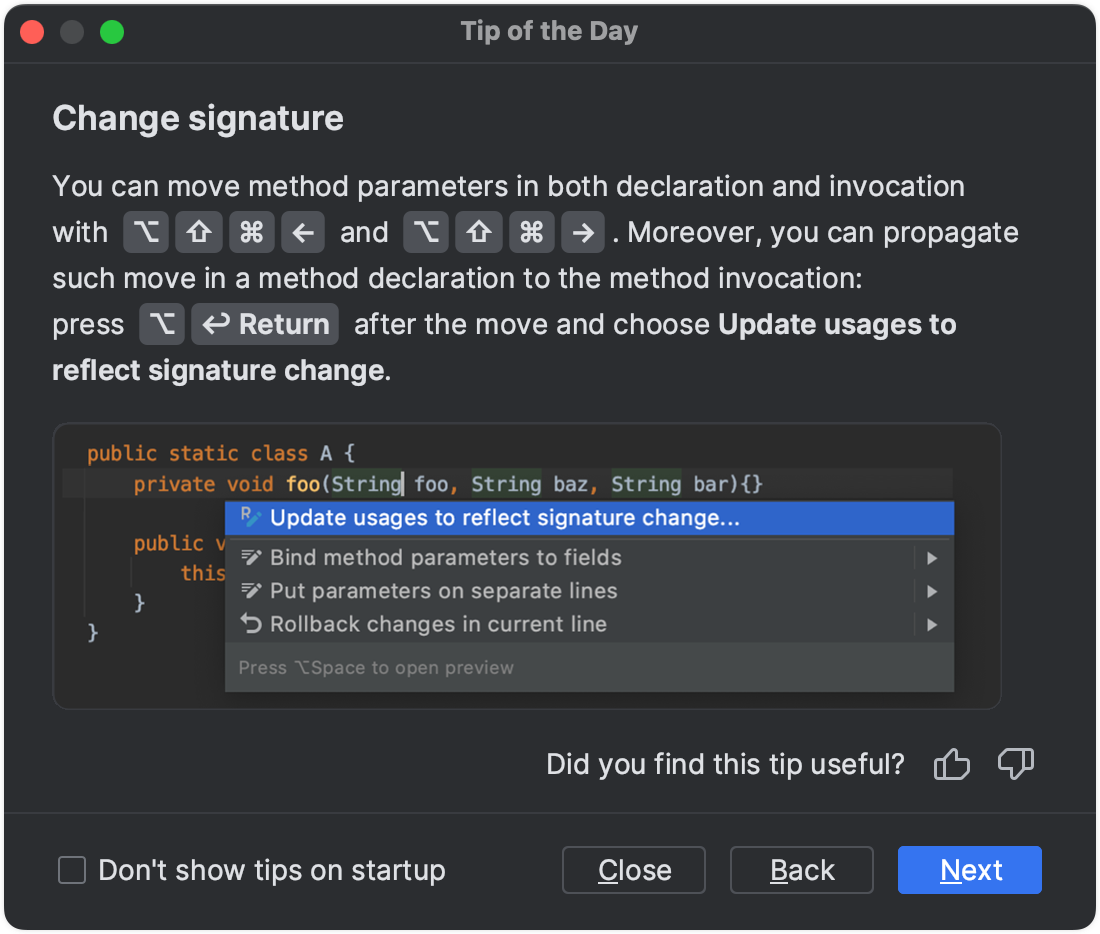 Tip of the Day
Change signature
You can move method parameters in both declaration and invocation
with ⌥ ⇧ ⌘ ← and ⌥ ⇧ ⌘ → . Moreover, you can propagate
such move in a method declaration to the method invocation:
press ⌥ ↩ Return after the move and choose Update usages to
reflect signature change.
public static class A {
private void foo(String foo, String baz, String bar){}
Update usages to reflect signature change...
public v
Bind method parameters to fields
this
Put parameters on separate lines
}
Rollback changes in current line
}
Press ⌥Space to open preview
Did you find this tip useful?
Don't show tips on startup
Close
Back
Next